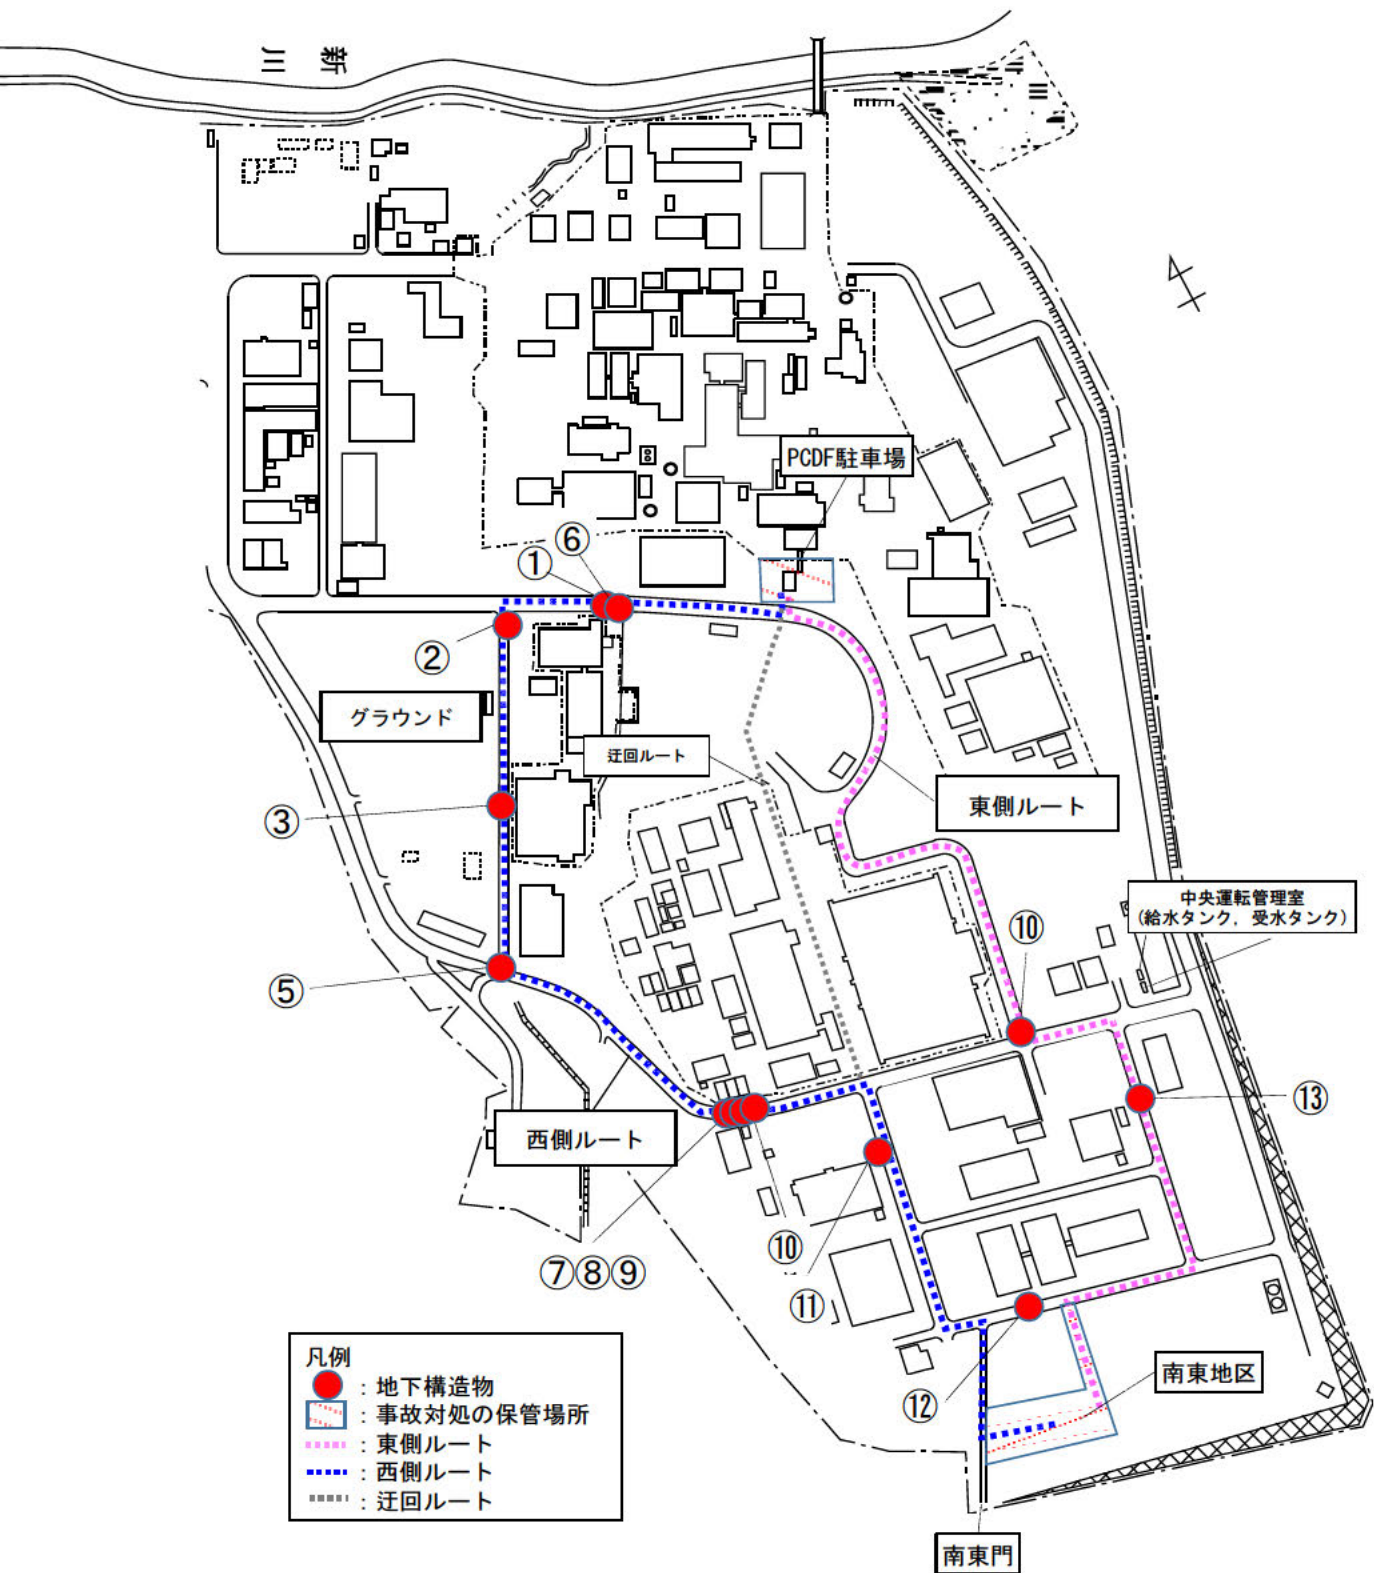 新川
PCDF駐車場
⑥
①
②
グラウンド
迂回ルート
③
東側ルート
中央運転管理室
(給水タンク，受水タンク)
⑩
⑤
⑬
西側ルート
⑩
⑦⑧⑨
⑪
南東地区
⑫
凡例
：地下構造物
：事故対処の保管場所
：東側ルート
：西側ルート
：迂回ルート
南東門